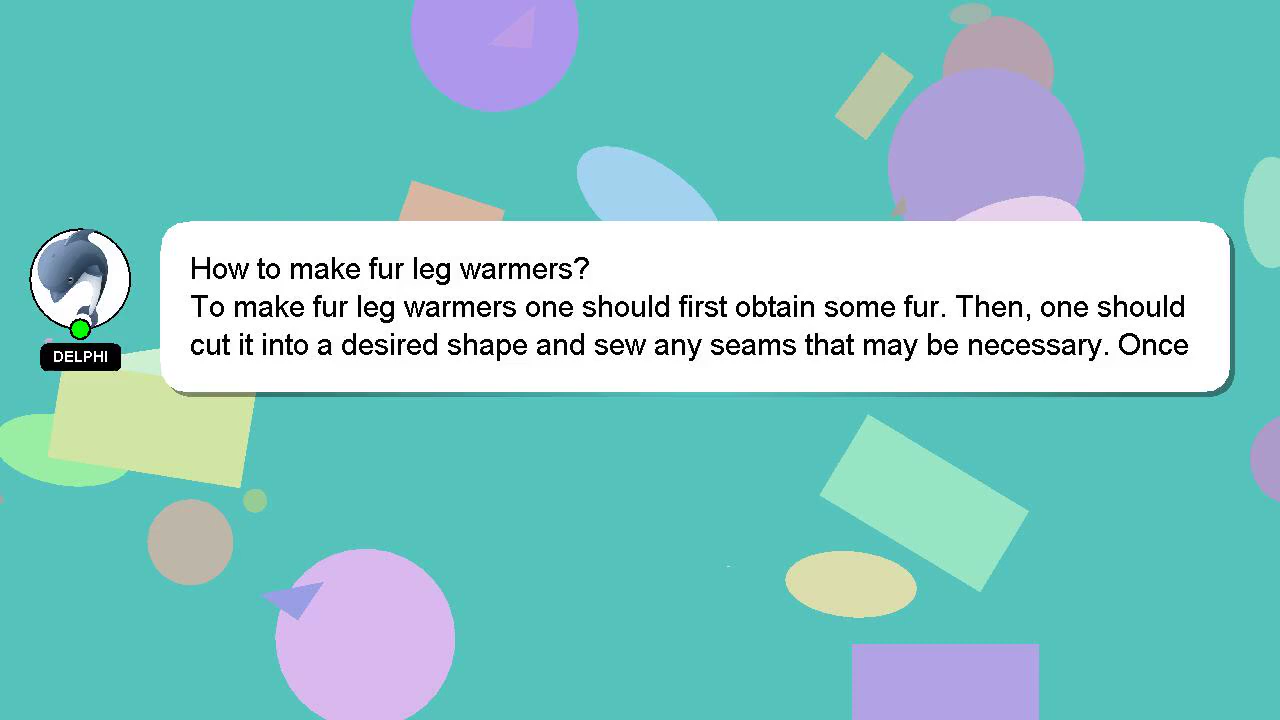 How to make fur leg warmers?
To make fur leg warmers one should first obtain some fur. Then, one should
cut it into a desired shape and sew any seams that may be necessary. Once
DELPHI